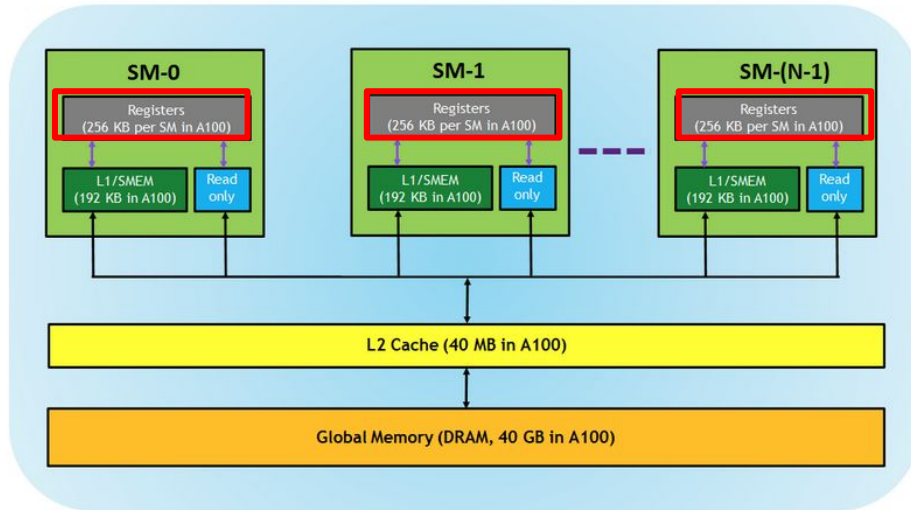 SM-0
Registers
(256 KB per SM in A100)
L1/SMEM
(192 KB in A100)
Read
only
SM-1
Registers
(256 KB per SM in A100)
L1/SMEM
(192 KB in A100)
Read
only
SM-(N-1)
Registers
(256 KB per SM in A100)
L1/SMEM
(192 KB in A100)
Read
only
L2 Cache (40 MB in A100)
Global Memory (DRAM, 40 GB in A100)